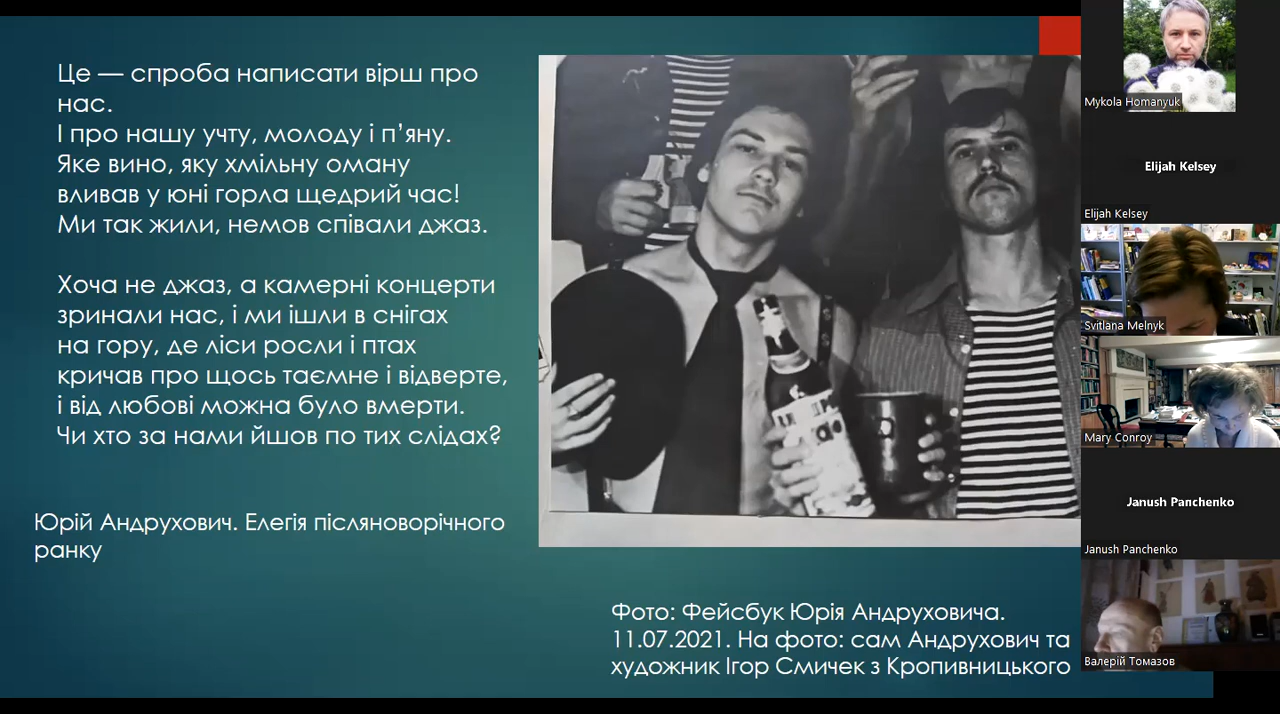 Це — спроба написати вірш про
нас.
І про нашу учту, молоду і п’яну.
Яке вино, яку хмільну оману
вливав у юні горла щедрий час!
Ми так жили, немов співали джаз.
Хоча не джаз, а камерні концерти
зринали нас, і ми ішли в снігах
на гору, де ліси росли і птах
кричав про щось таємне і відверте,
і від любові можна було вмерти.
Чи хто за нами йшов по тих слідах?
Юрій Андрухович. Елегія післяноворічного
ранку
Фото: Фейсбук Юрія Андруховича.
11.07.2021. На фото: сам Андрухович та
художник Ігор Смичек з Кропивницького
Mykola Homanyuk
Elijah Kelsey
Elijah Kelsey
Svitlana Melnyk
Mary Conroy
Janush Panchenko
Janush Panchenko
Валерій Томазов